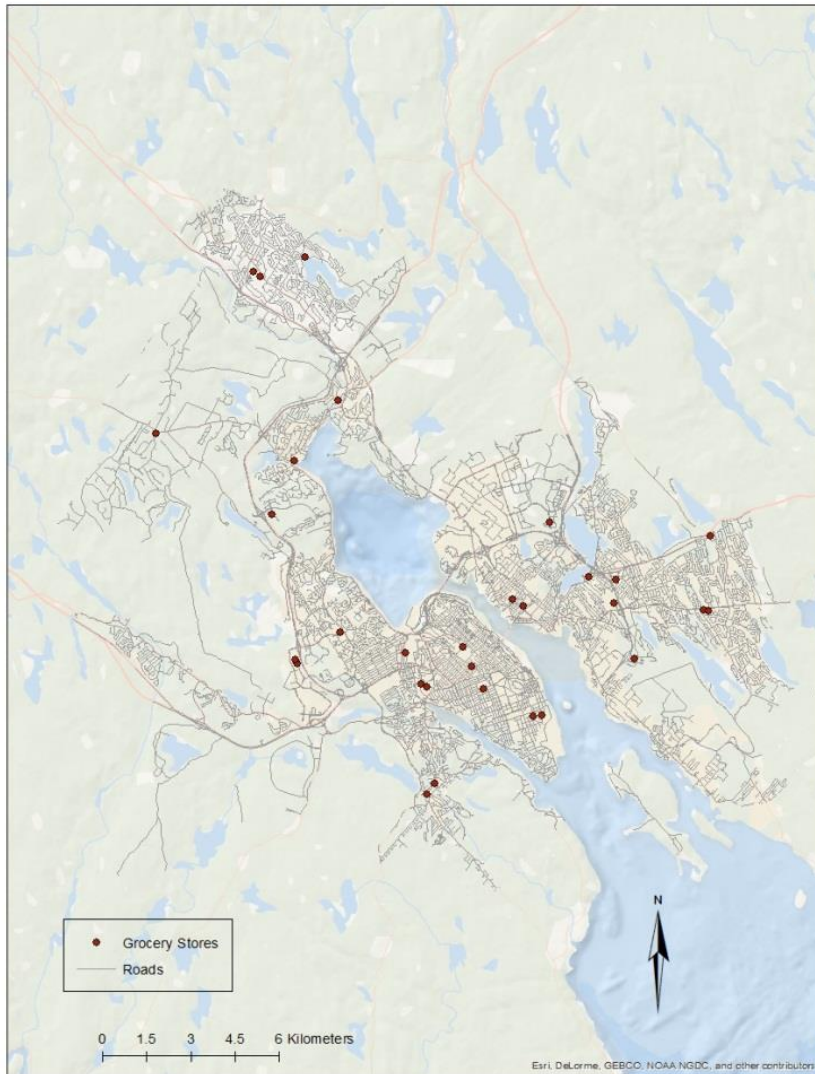 N
Grocery Stores
Roads
0 1.5 3 4.5 6 Kilometers
Esri, DeLorme, GEBCO, NOAA NGDC, and other contributors